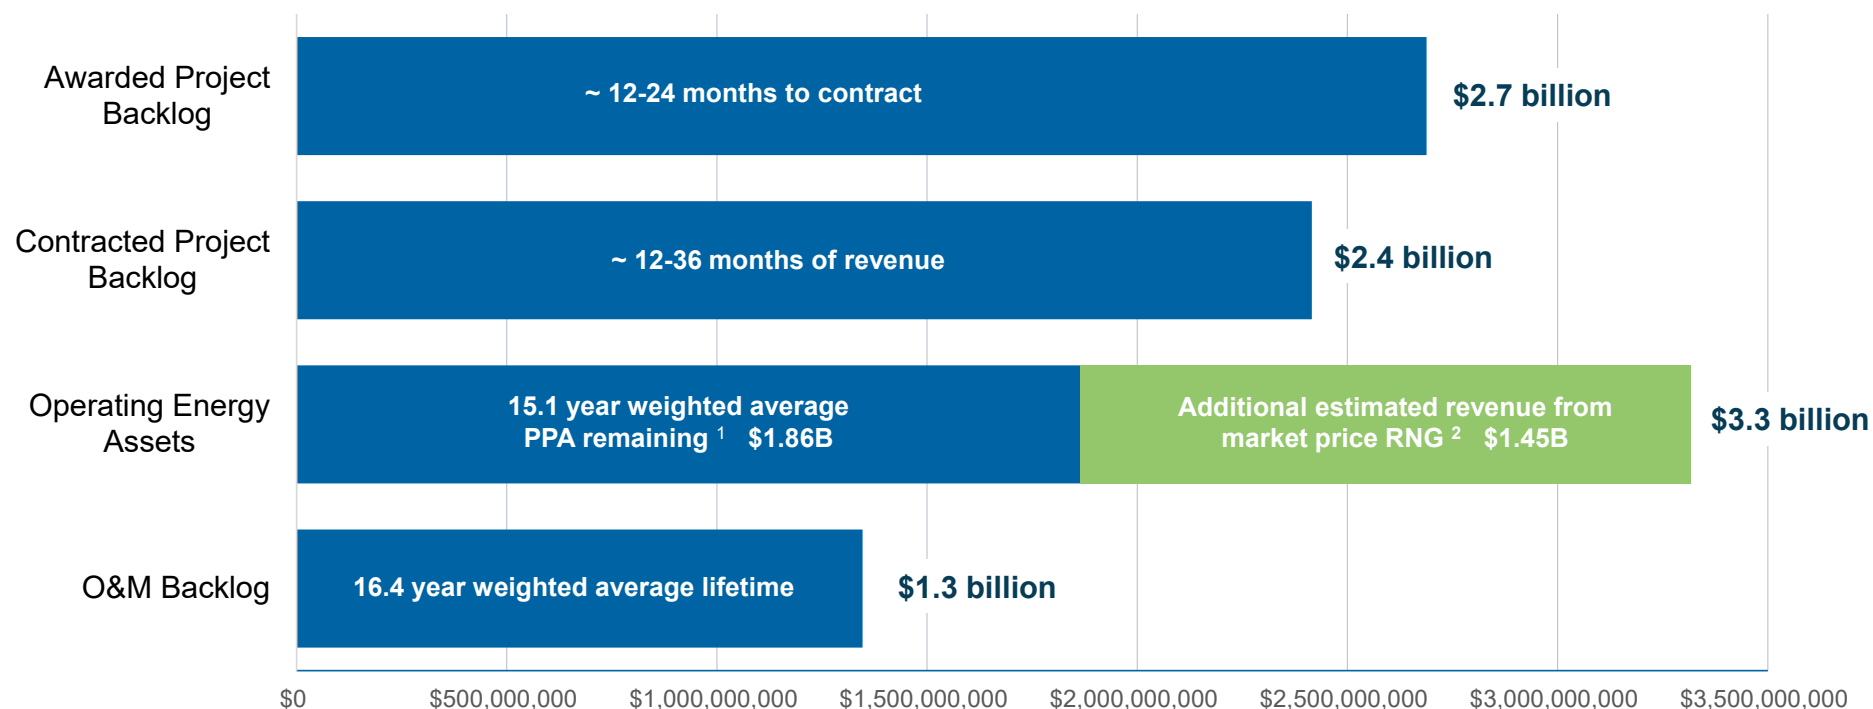 Awarded Project
Backlog
~ 12-24 months to contract
$2.7 billion
Contracted Project
Backlog
~ 12-36 months of revenue
$2.4 billion
Operating Energy
Assets
15.1 year weighted average
PPA remaining 1 $1.86B
Additional estimated revenue from
market price RNG 2 $1.45B
$3.3 billion
O&M Backlog
16.4 year weighted average lifetime
$1.3 billion
$0 $500,000,000 $1,000,000,000 $1,500,000,000 $2,000,000,000 $2,500,000,000 $3,000,000,000 $3,500,000,000